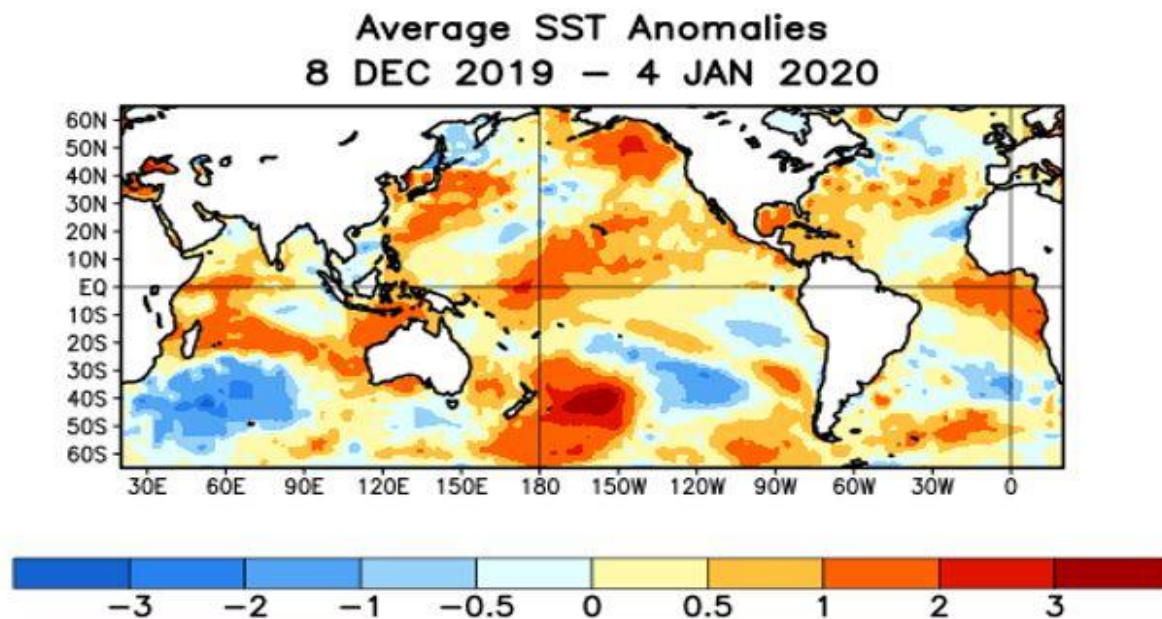 Average SST Anomalies
8 DEC 2019 – 4 JAN 2020
60N
50N
40N
30N
20N
10N
EQ
10S
20S
30S
40S
50S
60S
30E 60E 90E 120E 150E 180 150W 120W 90W 60W 30W 0
−3 −2 −1 −0.5 0 0.5 1 2 3